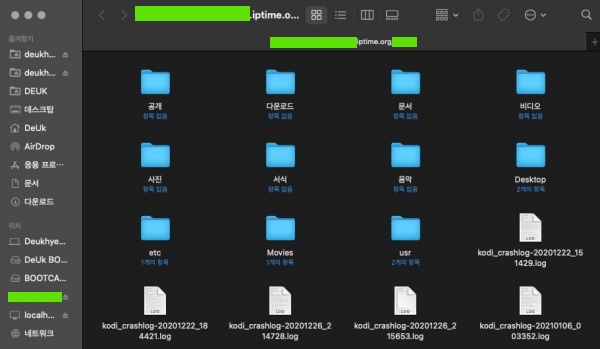 .iptime.o...
iptime.org
즐겨찾기
deukh...
deukh...
DEUK
데스크탑
DeUk
AirDrop
응용 프로…
문서
다운로드
위치
Deukhye...
DeUk BO...
BOOTCA...
localh...
네트워크
공개
항목 없음
다운로드
항목 없음
문서
항목 없음
비디오
항목 없음
사진
항목 없음
서식
항목 없음
음악
항목 없음
Desktop
2개의 항목
etc
1개의 항목
Movies
1개의 항목
usr
2개의 항목
LOG
kodi_crashlog-20201222_151429.log
LOG
kodi_crashlog-20201222_184421.log
LOG
kodi_crashlog-20201226_214728.log
LOG
kodi_crashlog-20201226_215653.log
LOG
kodi_crashlog-20210106_003352.log